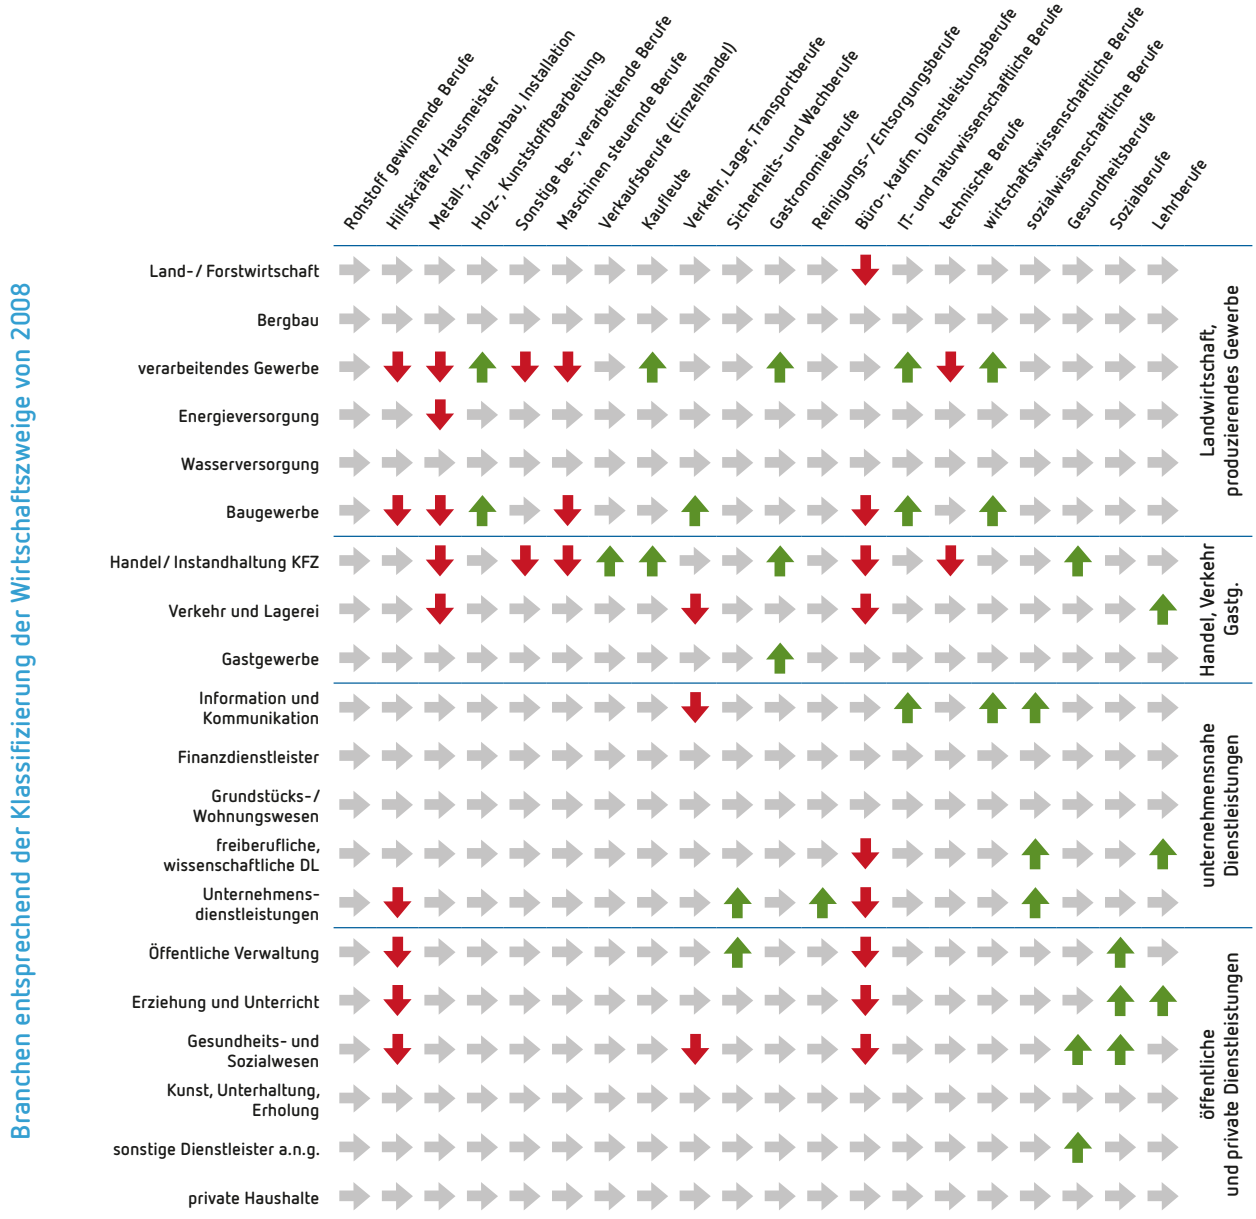 Rohstoff gewinnende Berufe
Hilfskräfte / Hausmeister
Metall-, Anlagenbau, Installation
Holz-, Kunststoffbearbeitung
Sonstige be-, verarbeitende Berufe
Maschinen steuernde Berufe
Verkaufsberufe (Einzelhandel)
Kaufleute
Verkehr, Lager, Transportberufe
Sicherheits- und Wachberufe
Gastronomieberufe
Reinigungs- / Entsorgungsberufe
Büro-, kaufm. Dienstleistungsberufe
IT- und naturwissenschaftliche Berufe
technische Berufe
wirtschaftswissenschaftliche Berufe
sozialwissenschaftliche Berufe
Gesundheitsberufe
Sozialberufe
Lehrberufe
Branchen entsprechend der Klassifizierung der Wirtschaftszweige von 2008
Land- / Forstwirtschaft
Bergbau
verarbeitendes Gewerbe
Energieversorgung
Wasserversorgung
Baugewerbe
Landwirtschaft,
produzierendes Gewerbe
Handel / Instandhaltung KFZ
Verkehr und Lagerei
Gastgewerbe
Handel, Verkehr
Gastg.
Information und
Kommunikation
Finanzdienstleister
Grundstücks- /
Wohnungswesen
freiberufliche,
wissenschaftliche DL
Unternehmens-
dienstleistungen
unternehmensnahe
Dienstleistungen
Öffentliche Verwaltung
Erziehung und Unterricht
Gesundheits- und
Sozialwesen
Kunst, Unterhaltung,
Erholung
sonstige Dienstleister a.n.g.
private Haushalte
öffentliche
und private Dienstleistungen